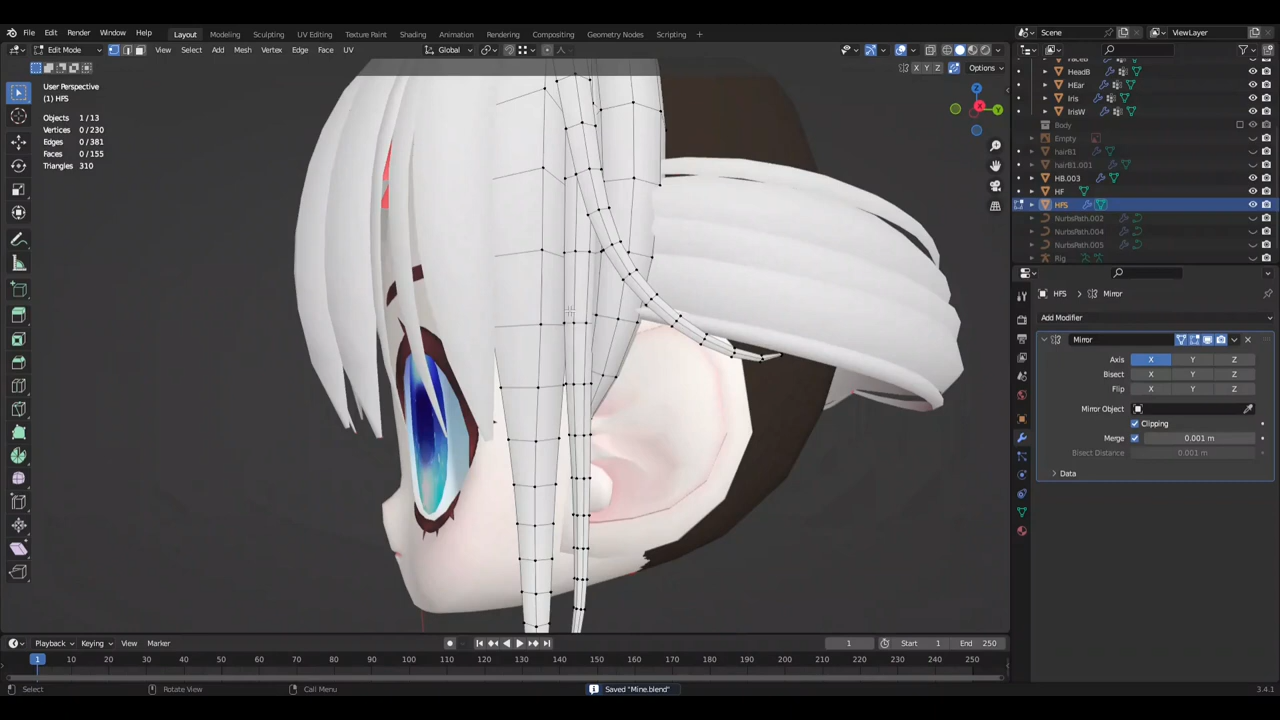 File Edit Render Window Help Layout Modeling Sculpting UV Editing Texture Paint Shading Animation Rendering Compositing Geometry Nodes Scripting Scene ViewLayer
Edit Mode View Select Add Mesh Vertex Edge Face UV Global
X Y Z Options
User Perspective
(1) HFS
Objects 1/13
Vertices 0/230
Edges 0/381
Faces 0/155
Triangles 310
X
Y
Z
FaceB
HeadB
HEar
Iris
IrisW
Body
Empty
hairB1
hairB1.001
HB.003
HF
HFS
NurbsPath.002
NurbsPath.004
NurbsPath.005
Rig
HFS > Mirror
Add Modifier
Mirror
Axis X Y Z
Bisect X Y Z
Flip X Y Z
Mirror Object
Clipping
Merge 0.001 m
Bisect Distance 0.001 m
Data
Playback Keying View Marker 1 Start 1 End 250
1 10 20 30 40 50 60 70 80 90 100 110 120 130 140 150 160 170 180 190 200 210 220 230 240 250
Select Rotate View Call Menu Saved "Mine.blend" 3.4.1